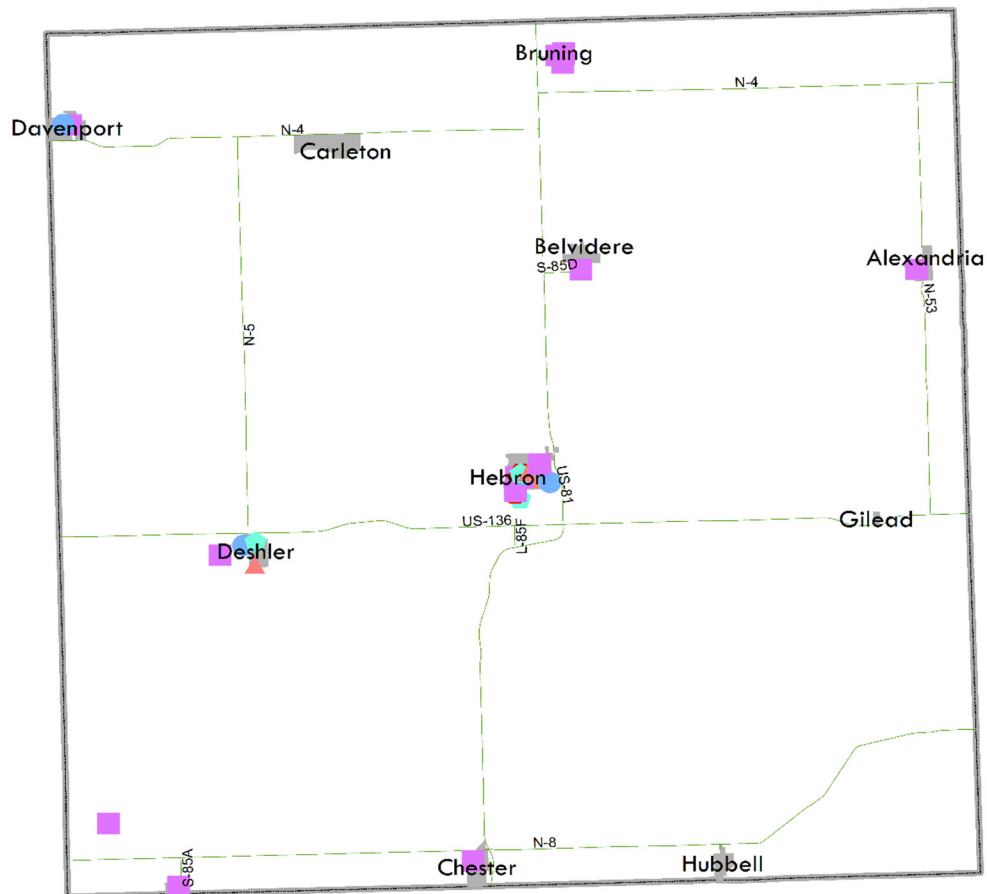 Bruning
N-4
Davenport
N-4
Carleton
Belvidere
S-85D
Alexandria
N-53
N-5
Hebron
US-81
US-136
L-85F
Gilead
Deshler
N-8
S-85A
Chester
Hubbell